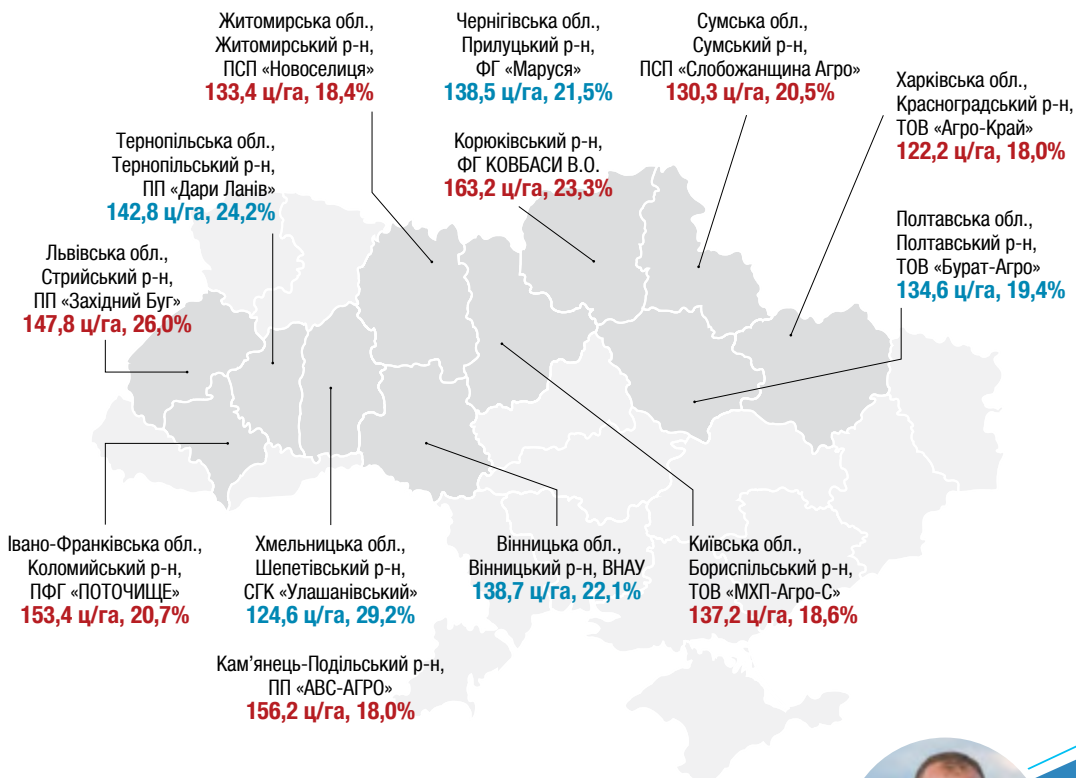 Житомирська обл.,
Житомирський р-н,
ПСП «Новоселиця»
133,4 ц/га, 18,4%
Чернігівська обл.,
Прилуцький р-н,
ФГ «Маруся»
138,5 ц/га, 21,5%
Корюківський р-н,
ФГ КОВБАСИ В.О.
163,2 ц/га, 23,3%
Сумська обл.,
Сумський р-н,
ПСП «Слобожанщина Агро»
130,3 ц/га, 20,5%
Харківська обл.,
Красноградський р-н,
ТОВ «Агро-Край»
122,2 ц/га, 18,0%
Тернопільська обл.,
Тернопільський р-н,
ПП «Дари Ланів»
142,8 ц/га, 24,2%
Полтавська обл.,
Полтавський р-н,
ТОВ «Бурат-Агро»
134,6 ц/га, 19,4%
Львівська обл.,
Стрийський р-н,
ПП «Західний Буг»
147,8 ц/га, 26,0%
Івано-Франківська обл.,
Коломийський р-н,
ПФГ «ПОТОЧИЩЕ»
153,4 ц/га, 20,7%
Хмельницька обл.,
Шепетівський р-н,
СГК «Улашанівський»
124,6 ц/га, 29,2%
Кам’янець-Подільський р-н,
ПП «АВС-АГРО»
156,2 ц/га, 18,0%
Вінницька обл.,
Вінницький р-н, ВНАУ
138,7 ц/га, 22,1%
Київська обл.,
Бориспільський р-н,
ТОВ «МХП-Агро-С»
137,2 ц/га, 18,6%